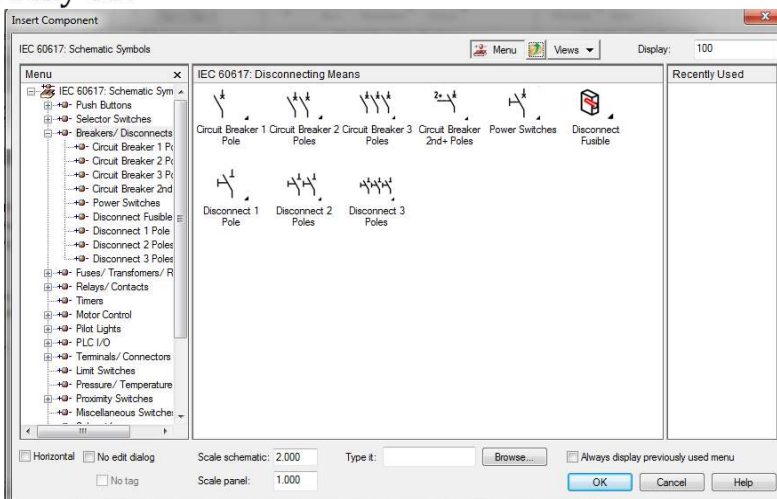 Insert Component
IEC 60617: Schematic Symbols
Menu
Views
Display:
100
Menu
x
IEC 60617: Schematic Sym
Push Buttons
Selector Switches
Breakers/ Disconnects
Circuit Breaker 1 Po
Circuit Breaker 2 Po
Circuit Breaker 3 Po
Circuit Breaker 2nd
Power Switches
Disconnect Fusible
Disconnect 1 Pole
Disconnect 2 Poles
Disconnect 3 Poles
Fuses/ Transfomers/ R
Relays/ Contacts
Timers
Motor Control
Pilot Lights
PLC I/O
Terminals/ Connectors
Limit Switches
Pressure/ Temperature
Proximity Switches
Miscellaneous Switche
IEC 60617: Disconnecting Means
2+
Circuit Breaker 1 Pole
Circuit Breaker 2 Poles
Circuit Breaker 3 Poles
Circuit Breaker 2nd+ Poles
Power Switches
Disconnect Fusible
Disconnect 1 Pole
Disconnect 2 Poles
Disconnect 3 Poles
Recently Used
Horizontal
No edit dialog
No tag
Scale schematic: 2.000
Scale panel: 1.000
Type it:
Browse...
Always display previously used menu
OK
Cancel
Help